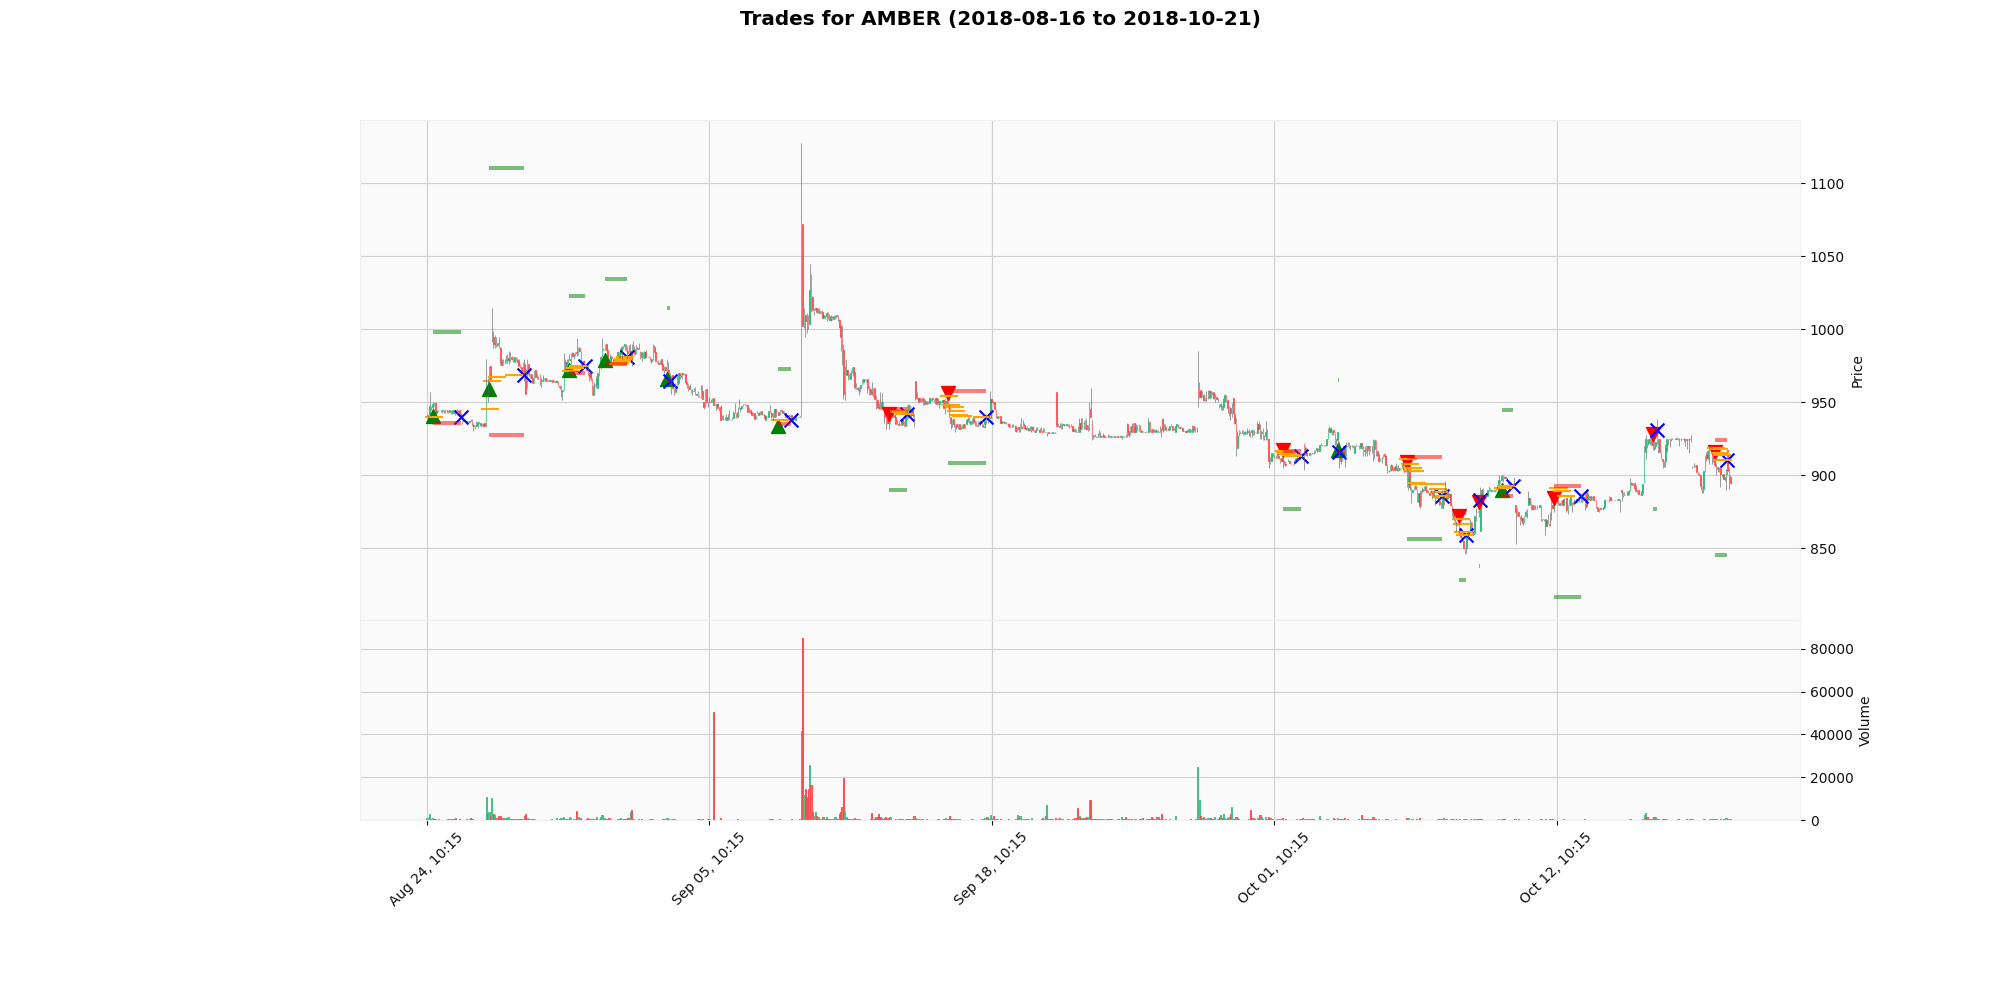 Trades for AMBER (2018-08-16 to 2018-10-21)
1100
1050
1000
950
900
850
Price
80000
60000
40000
20000
0
Volume
Aug 24, 10:15
Sep 05, 10:15
Sep 18, 10:15
Oct 01, 10:15
Oct 12, 10:15